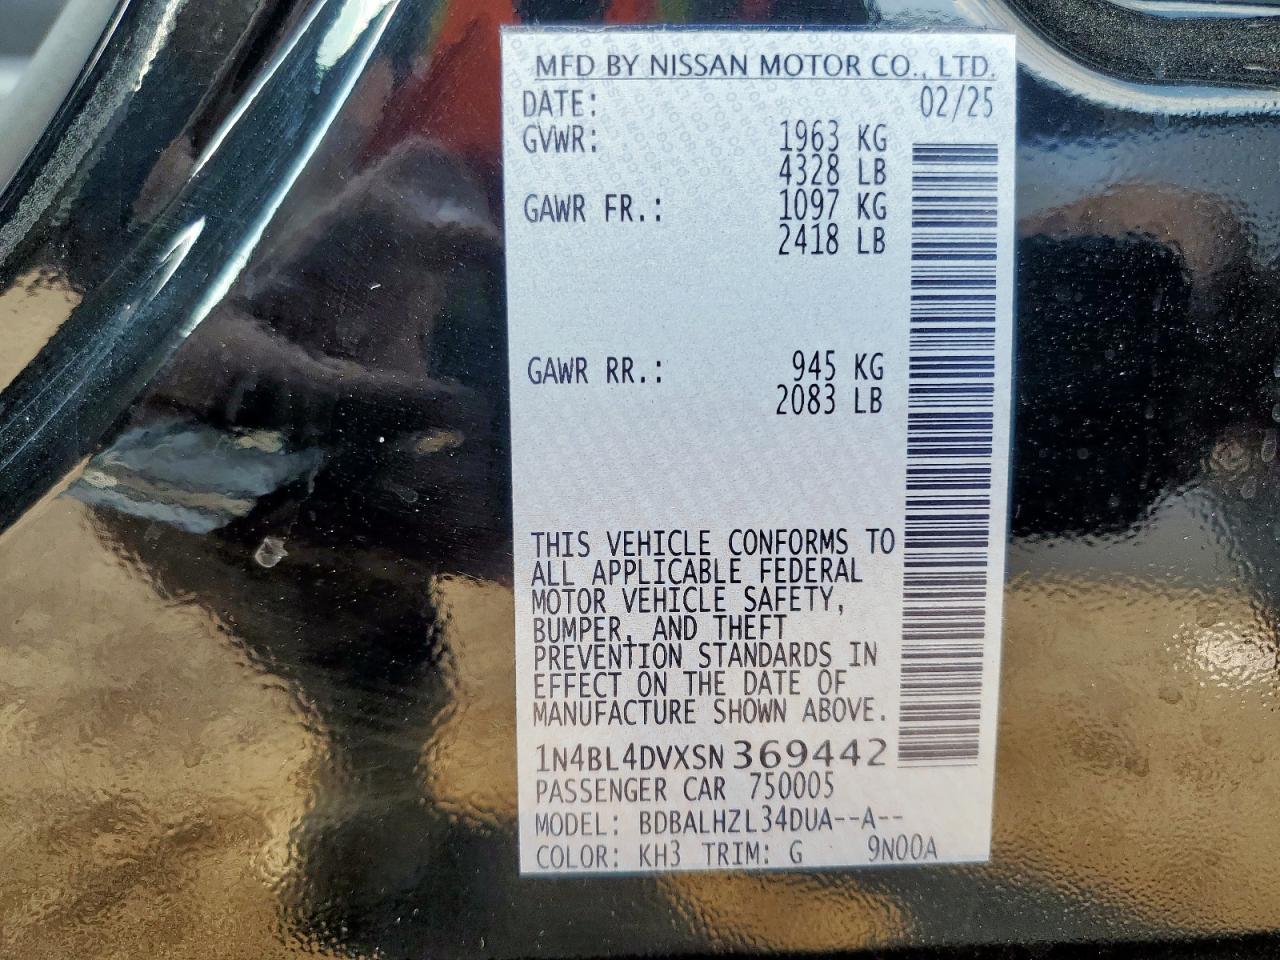 MFD BY NISSAN MOTOR CO., LTD.
DATE: 02/25
GVWR: 1963 KG
4328 LB
GAWR FR.: 1097 KG
2418 LB
GAWR RR.: 945 KG
2083 LB
THIS VEHICLE CONFORMS TO
ALL APPLICABLE FEDERAL
MOTOR VEHICLE SAFETY,
BUMPER, AND THEFT
PREVENTION STANDARDS IN
EFFECT ON THE DATE OF
MANUFACTURE SHOWN ABOVE.
1N4BL4DVXSN369442
PASSENGER CAR 750005
MODEL: BDBALHZL34DUA--A--
COLOR: KH3 TRIM: G 9N00A